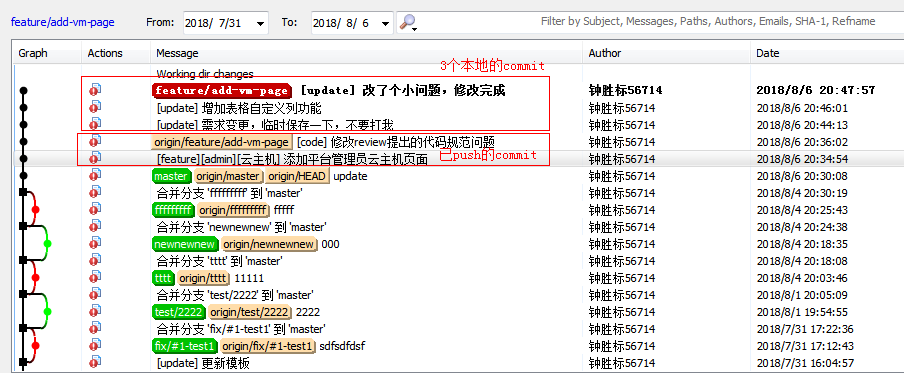 feature/add-vm-page From: 2018/ 7/31 To: 2018/ 8/ 6 Filter by Subject, Messages, Paths, Authors, Emails, SHA-1, Refname
Graph Actions Message Author Date
3个本地的commit
Working dir changes
feature/add-vm-page [update] 改了个小问题，修改完成 钟胜标56714 2018/8/6 20:47:57
[update] 增加表格自定义列功能 钟胜标56714 2018/8/6 20:46:01
[update] 需求变更，临时保存一下，不要打我 钟胜标56714 2018/8/6 20:44:13
origin/feature/add-vm-page [code] 修改review提出的代码规范问题 钟胜标56714 2018/8/6 20:36:02
已push的commit
[feature][admin][云主机] 添加平台管理员云主机页面 钟胜标56714 2018/8/6 20:34:54
master origin/master origin/HEAD update 钟胜标56714 2018/8/6 20:30:08
合并分支 'fffffffff' 到 'master' 钟胜标56714 2018/8/4 20:30:19
fffffffff origin/fffffffff fffff 钟胜标56714 2018/8/4 20:25:43
合并分支 'newnewnew' 到 'master' 钟胜标56714 2018/8/4 20:24:38
newnewnew origin/newnewnew 000 钟胜标56714 2018/8/4 20:18:35
合并分支 'tttt' 到 'master' 钟胜标56714 2018/8/4 20:18:08
tttt origin/tttt 11111 钟胜标56714 2018/8/4 20:03:46
合并分支 'test/2222' 到 'master' 钟胜标56714 2018/8/1 20:05:09
test/2222 origin/test/2222 2222 钟胜标56714 2018/8/1 19:54:55
合并分支 'fix/#1-test1' 到 'master' 钟胜标56714 2018/7/31 17:22:36
fix/#1-test1 origin/fix/#1-test1 sdfsdfdsf 钟胜标56714 2018/7/31 17:12:43
[update] 更新模板 钟胜标56714 2018/7/31 16:04:57